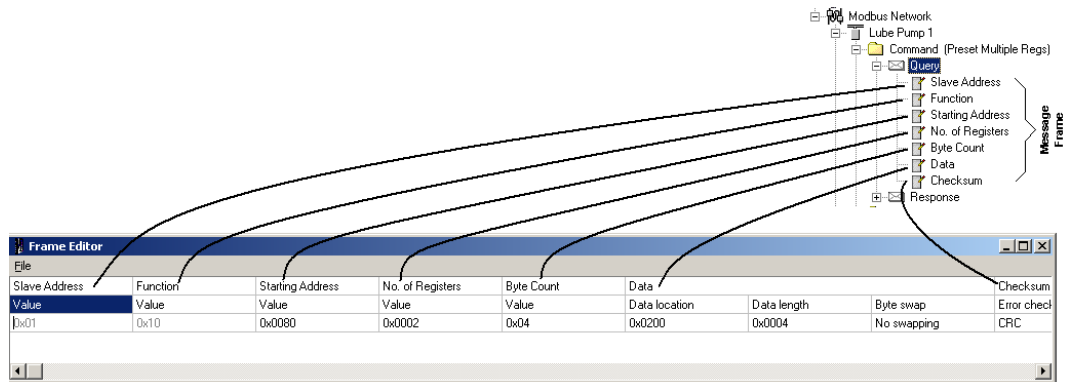 Modbus Network
Lube Pump 1
Command (Preset Multiple Regs)
Query
Slave Address
Function
Starting Address
No. of Registers
Byte Count
Data
Checksum
Response
Message
Frame
Frame Editor
File
Slave Address Function Starting Address No. of Registers Byte Count Data Checksum
Value Value Value Value Value Data location Data length Byte swap Error check
0x01 0x10 0x0080 0x0002 0x04 0x0200 0x0004 No swapping CRC